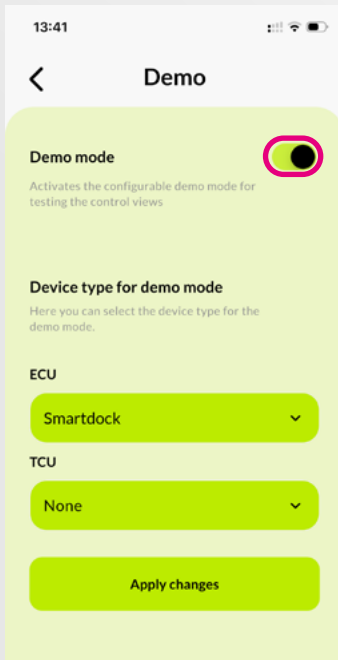 13:41
Demo
Demo mode
Activates the configurable demo mode for
testing the control views
Device type for demo mode
Here you can select the device type for the
demo mode.
ECU
Smartdock
TCU
None
Apply changes